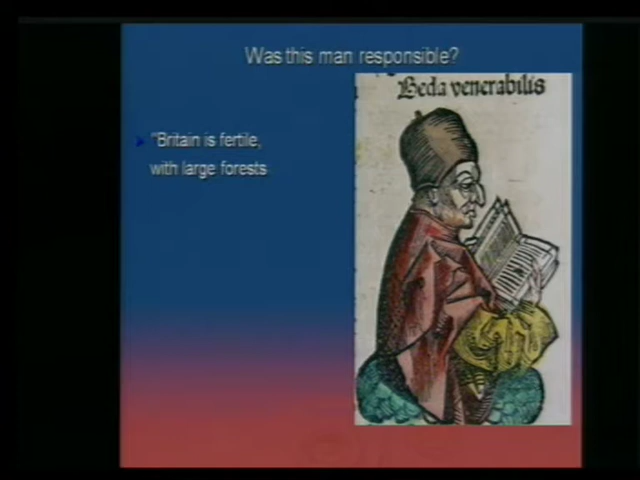 Was this man responsible?
Beda venerabilis
"Britain is fertile,
with large forests